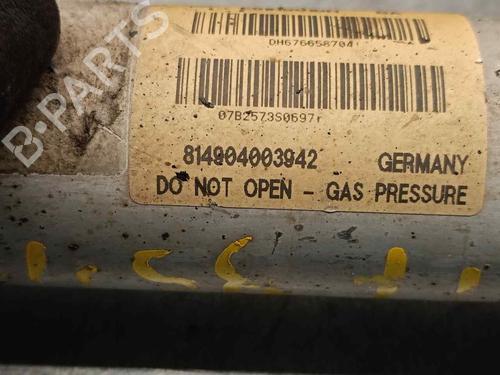 DH676658704
07B2573S0697r
814904003942 GERMANY
DO NOT OPEN - GAS PRESSURE
B-PARTS